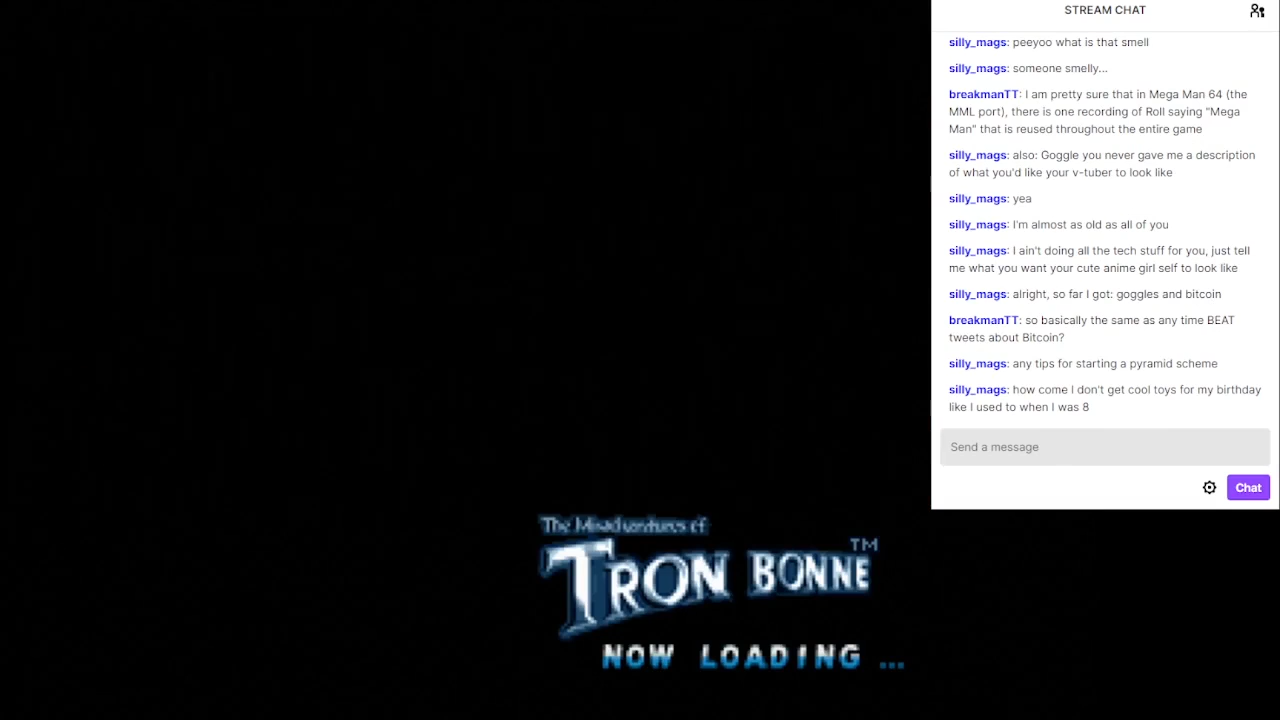 STREAM CHAT
silly_mags: peeyoo what is that smell
silly_mags: someone smelly...
breakmanTT: I am pretty sure that in Mega Man 64 (the
MML port), there is one recording of Roll saying "Mega
Man" that is reused throughout the entire game
silly_mags: also: Goggle you never gave me a description
of what you'd like your v-tuber to look like
silly_mags: yea
silly_mags: I'm almost as old as all of you
silly_mags: I ain't doing all the tech stuff for you, just tell
me what you want your cute anime girl self to look like
silly_mags: alright, so far I got: goggles and bitcoin
breakmanTT: so basically the same as any time BEAT
tweets about Bitcoin?
silly_mags: any tips for starting a pyramid scheme
silly_mags: how come I don't get cool toys for my birthday
like I used to when I was 8
Send a message
Chat
The Misadventures of
TRON BONNE™
NOW LOADING ...